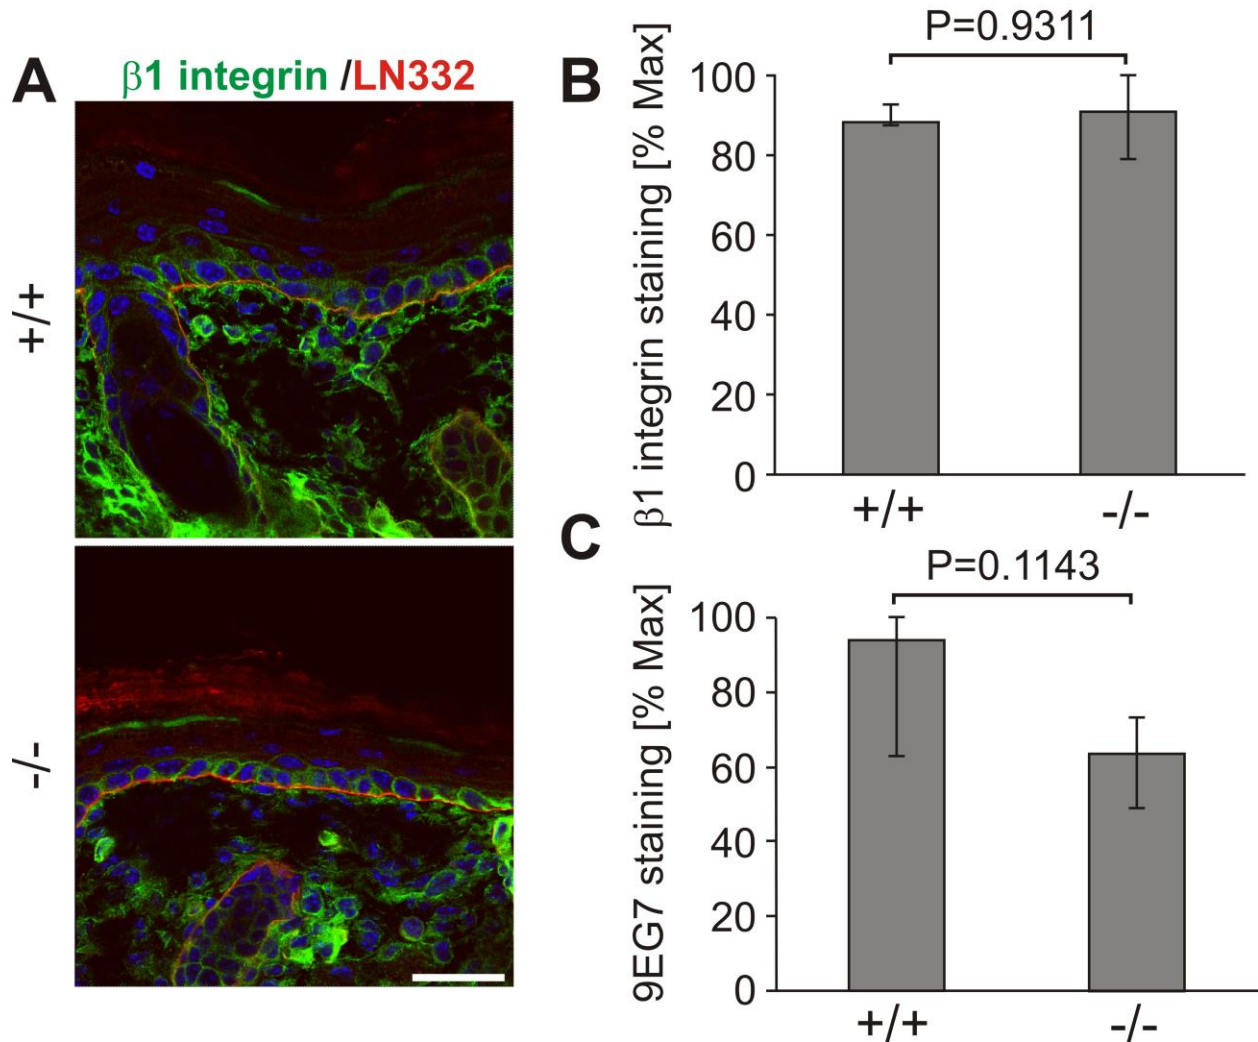 A
β1 integrin /LN332
+/+
-/-
B
P=0.9311
β1 integrin staining [% Max]
100
80
60
40
20
0
+/+
-/-
C
P=0.1143
9EG7 staining [% Max]
100
80
60
40
20
0
+/+
-/-